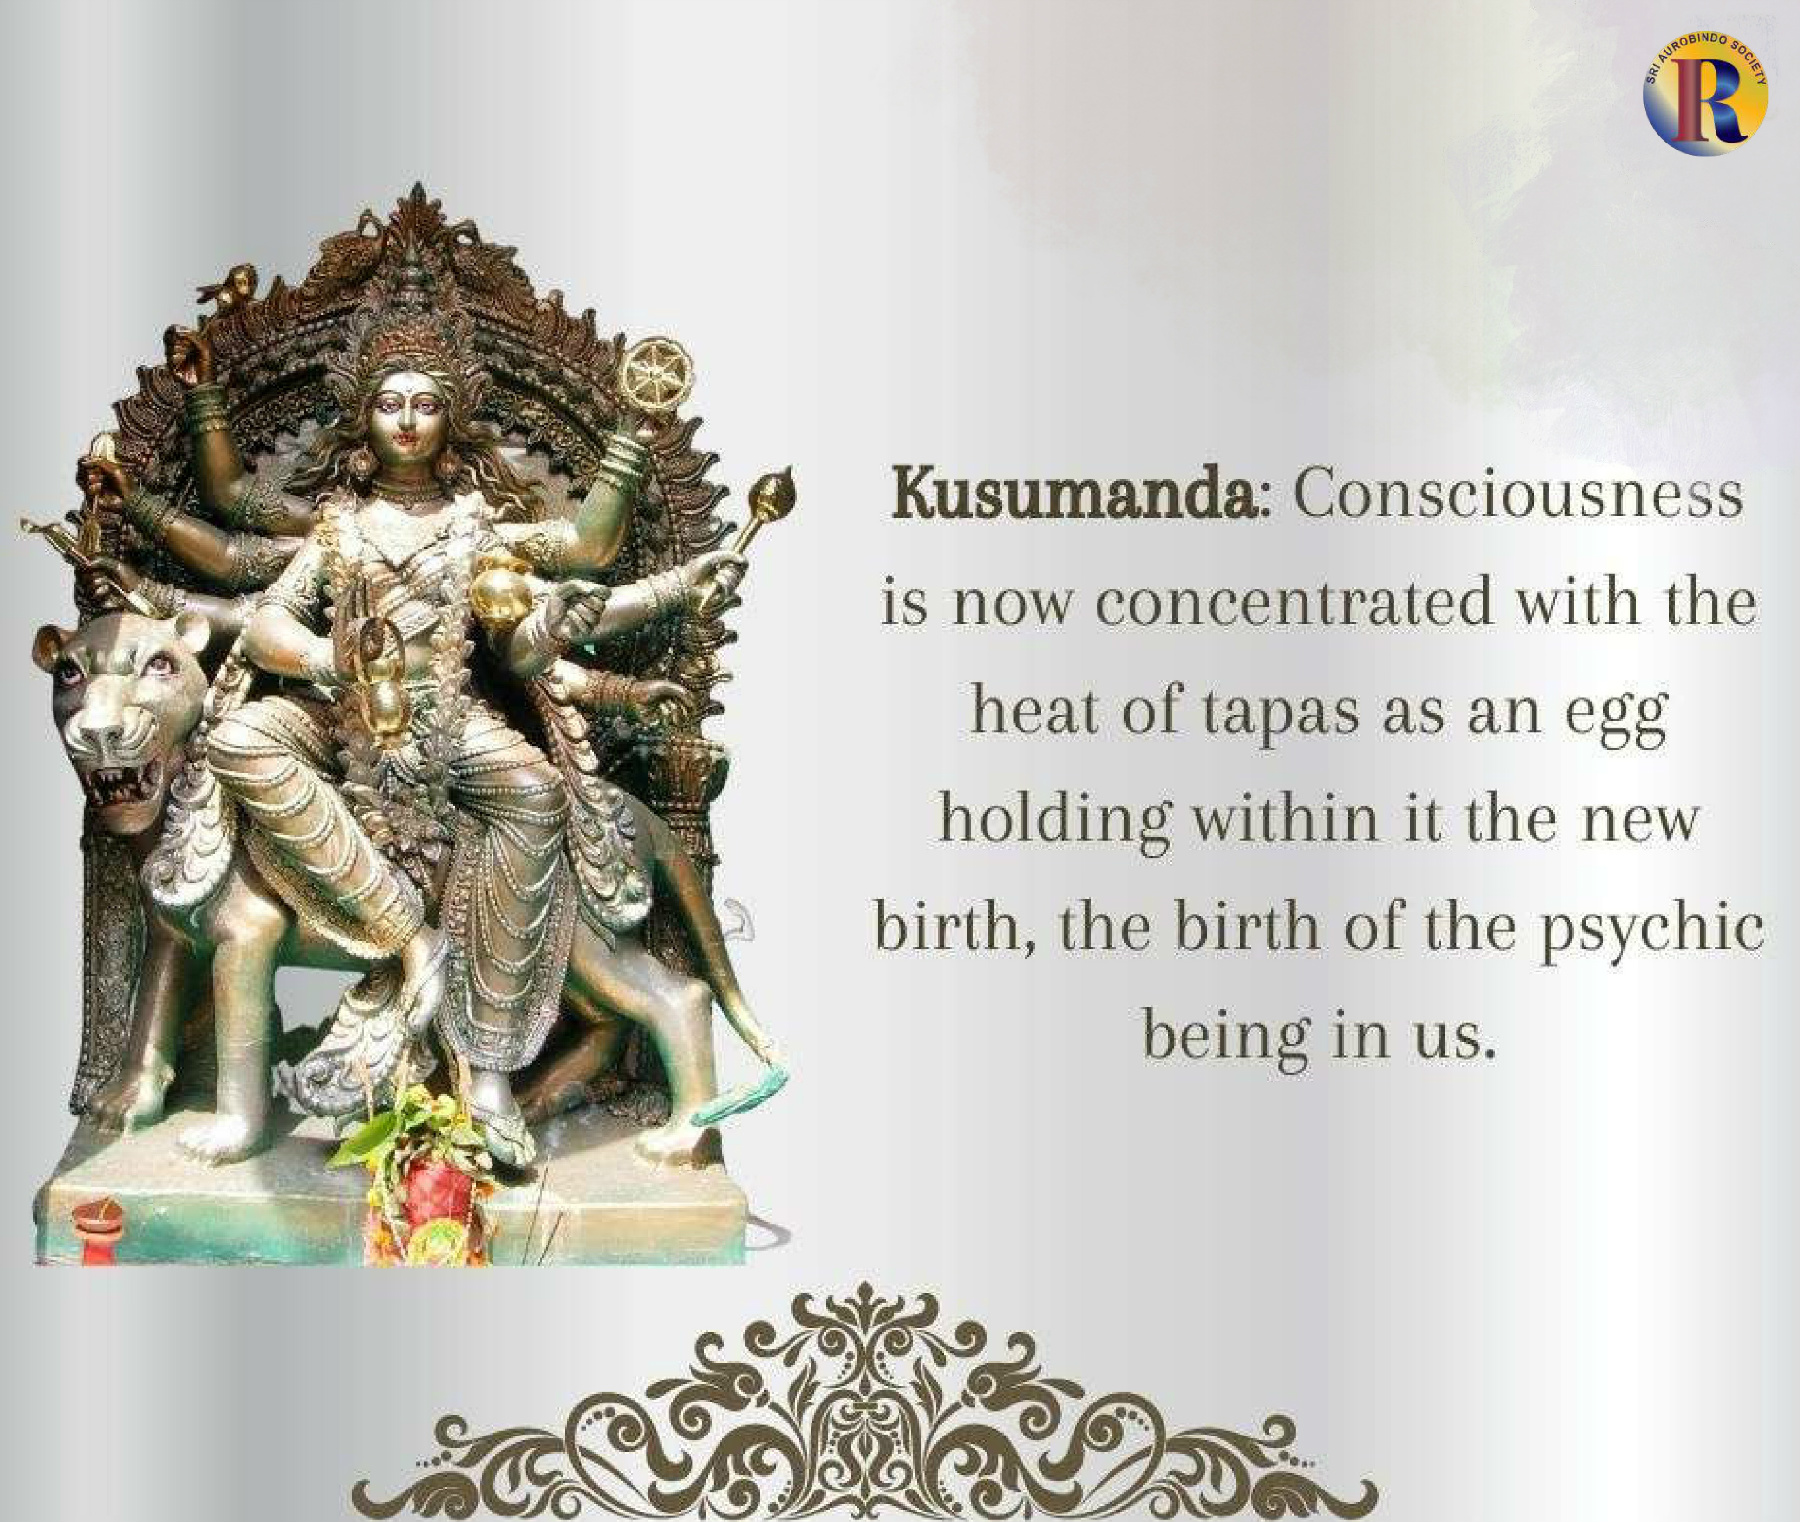 SRI AUROBINDO SOCIETY
R
Kusumanda: Consciousness
is now concentrated with the
heat of tapas as an egg
holding within it the new
birth, the birth of the psychic
being in us.